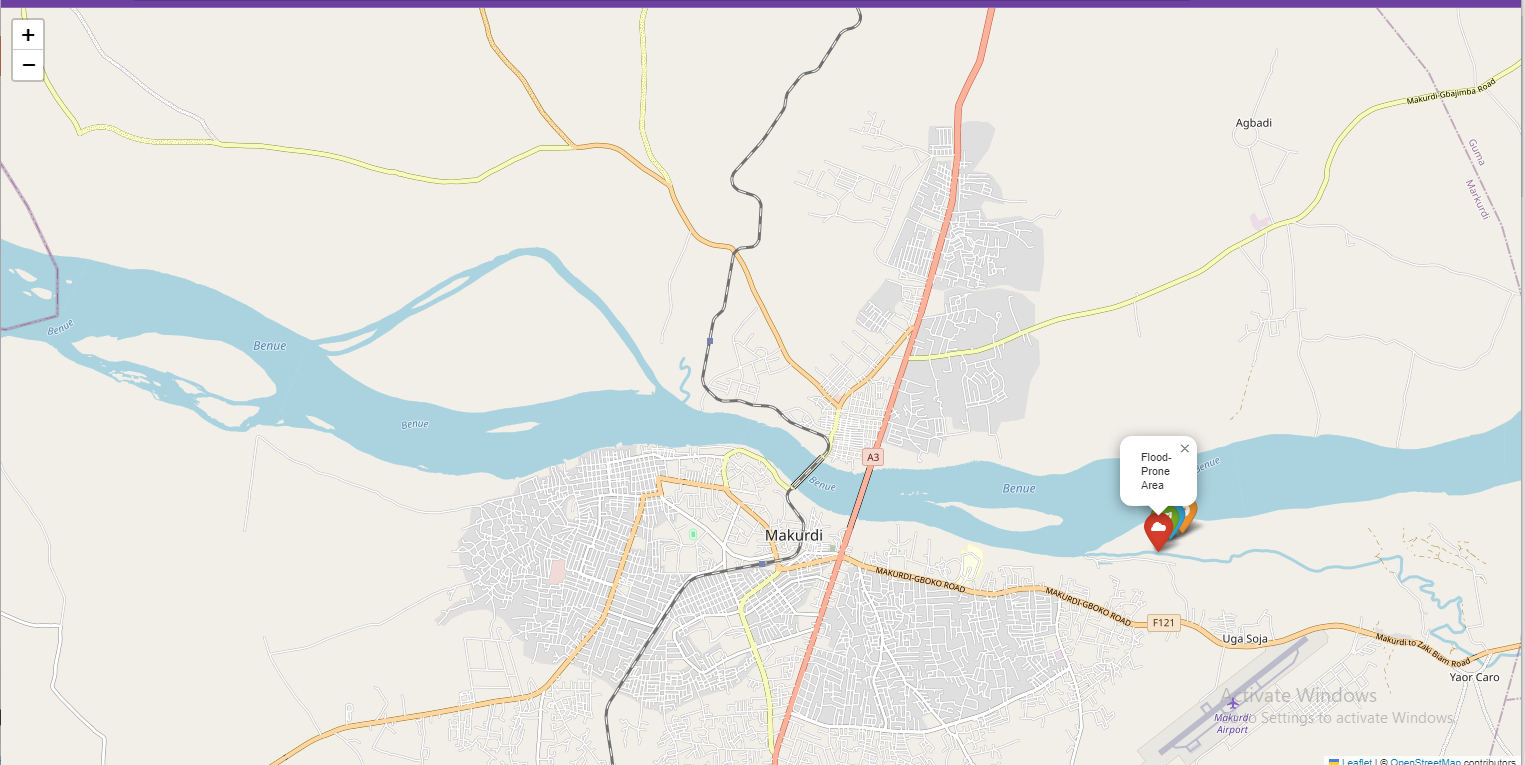 +
−
Makurdi-Gbajimba Road
Agbadi
Guma
Markurdi
Benue
Benue
Benue
A3
Benue
Benue
Benue
×
Flood-
Prone
Area
Makurdi
MAKURDI-GBOKO ROAD
MAKURDI-GBOKO ROAD
F121
Uga Soja
Makurdi to Zaki Biam Road
Yaor Caro
Activate Windows
Go to Settings to activate Windows.
Makurdi
Airport
Leaflet | © OpenStreetMap contributors